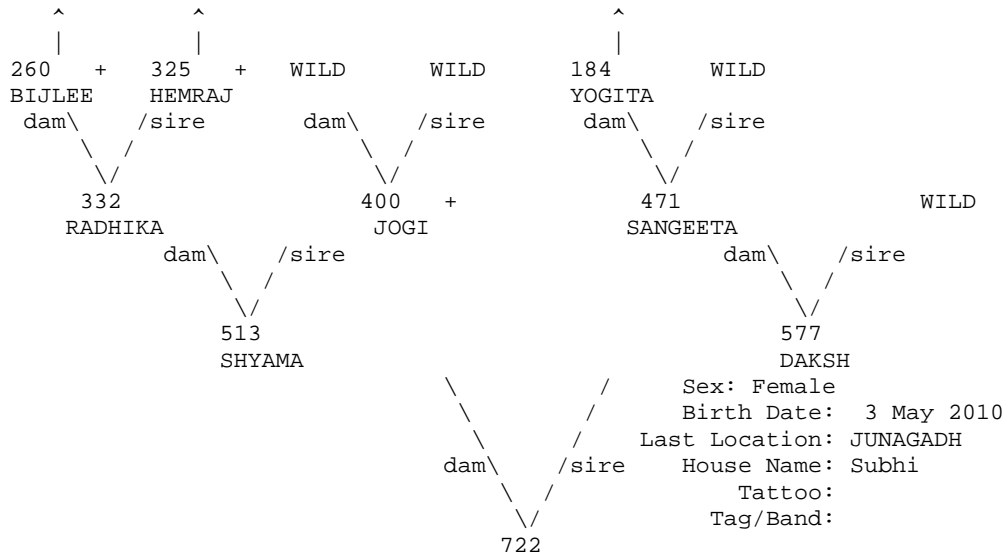 ^ ^ ^
| | |
260 + 325 + WILD WILD 184 WILD
BIJLEE HEMRAJ YOGITA
dam\ /sire dam\ /sire dam\ /sire
\ / \ / \ /
\/ \/ \/
332 400 + 471 WILD
RADHIKA JOGI SANGEETA
dam\ /sire dam\ /sire
\ / \ /
\/ \/
513 577
SHYAMA DAKSH
\ / Sex: Female
\ / Birth Date: 3 May 2010
\ / Last Location: JUNAGADH
dam\ /sire House Name: Subhi
\ / Tattoo:
\/ Tag/Band:
722